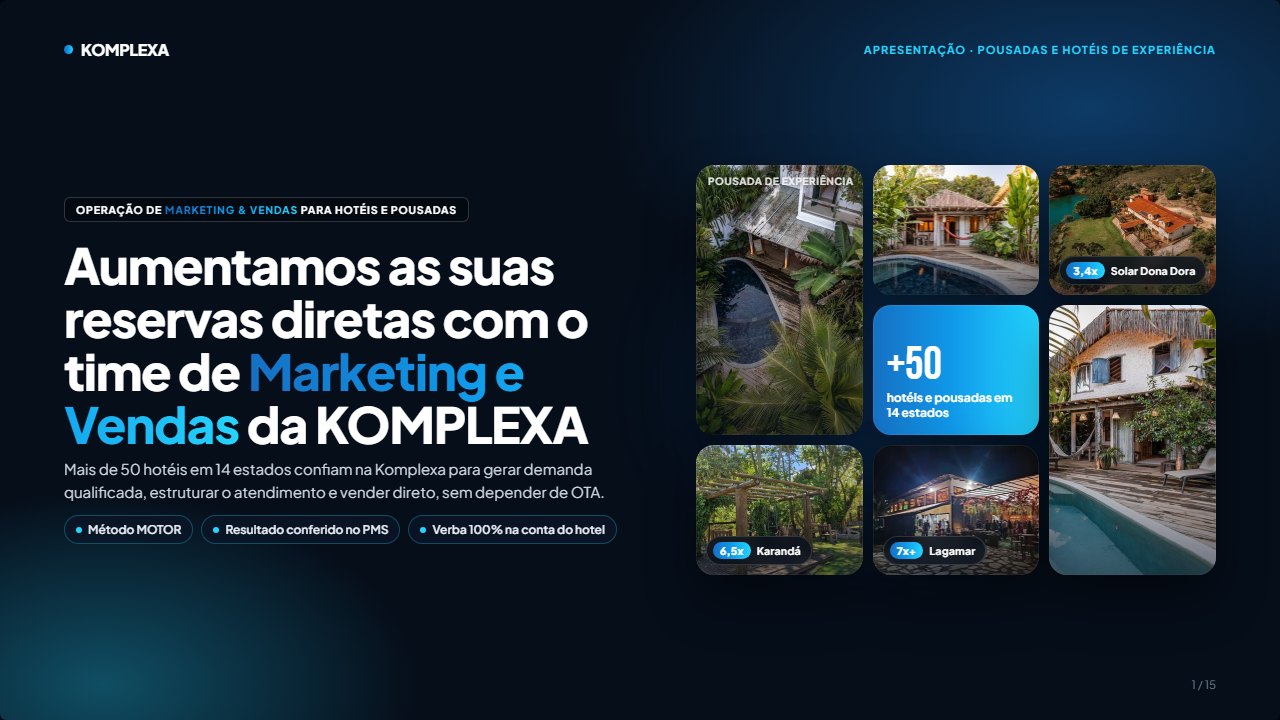 KOMPLEXA
APRESENTAÇÃO · POUSADAS E HOTÉIS DE EXPERIÊNCIA
OPERAÇÃO DE MARKETING & VENDAS PARA HOTÉIS E POUSADAS
Aumentamos as suas
reservas diretas com o
time de Marketing e
Vendas da KOMPLEXA
Mais de 50 hotéis em 14 estados confiam na Komplexa para gerar demanda
qualificada, estruturar o atendimento e vender direto, sem depender de OTA.
Método MOTOR
Resultado conferido no PMS
Verba 100% na conta do hotel
POUSADA DE EXPERIÊNCIA
3,4x Solar Dona Dora
+50
hotéis e pousadas em
14 estados
6,5x Karandá
7x+ Lagamar
1 / 15